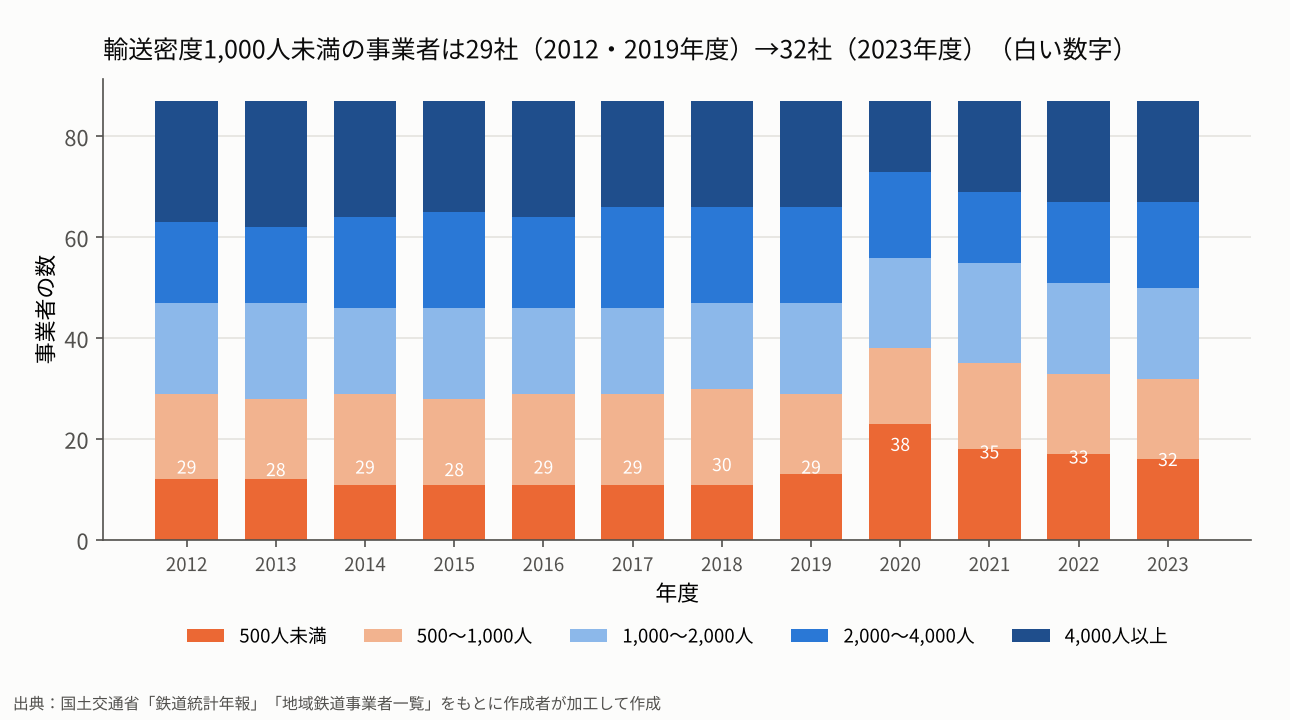 輸送密度1,000人未満の事業者は29社（2012・2019年度）→32社（2023年度）（白い数字）
事業者の数
80
60
40
20
0
29 28 29 28 29 29 30 29 38 35 33 32
2012 2013 2014 2015 2016 2017 2018 2019 2020 2021 2022 2023
年度
500人未満 500～1,000人 1,000～2,000人 2,000～4,000人 4,000人以上
出典：国土交通省「鉄道統計年報」「地域鉄道事業者一覧」をもとに作成者が加工して作成